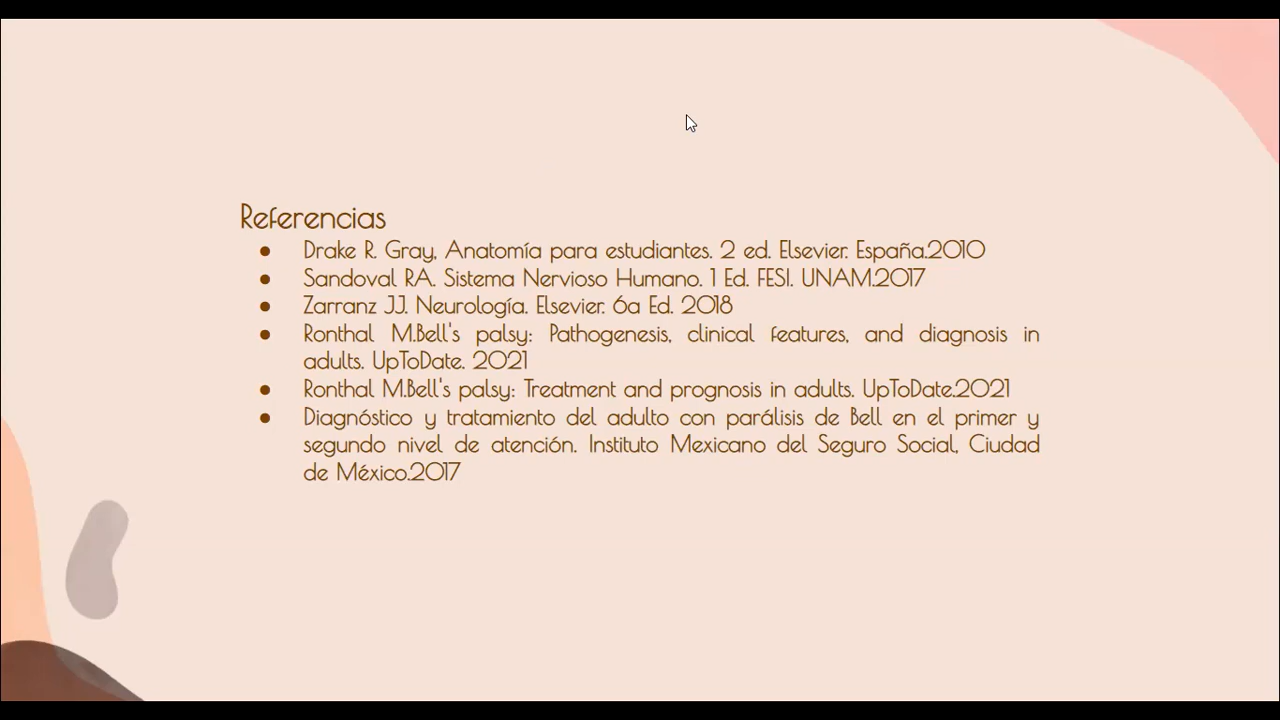 Referencias
● Drake R. Gray, Anatomía para estudiantes. 2 ed. Elsevier. España.2010
● Sandoval RA. Sistema Nervioso Humano. 1 Ed. FESI. UNAM.2017
● Zarranz JJ. Neurología. Elsevier. 6a Ed. 2018
● Ronthal M.Bell's palsy: Pathogenesis, clinical features, and diagnosis in
adults. UpToDate. 2021
● Ronthal M.Bell's palsy: Treatment and prognosis in adults. UpToDate.2021
● Diagnóstico y tratamiento del adulto con parálisis de Bell en el primer y
segundo nivel de atención. Instituto Mexicano del Seguro Social, Ciudad
de México.2017